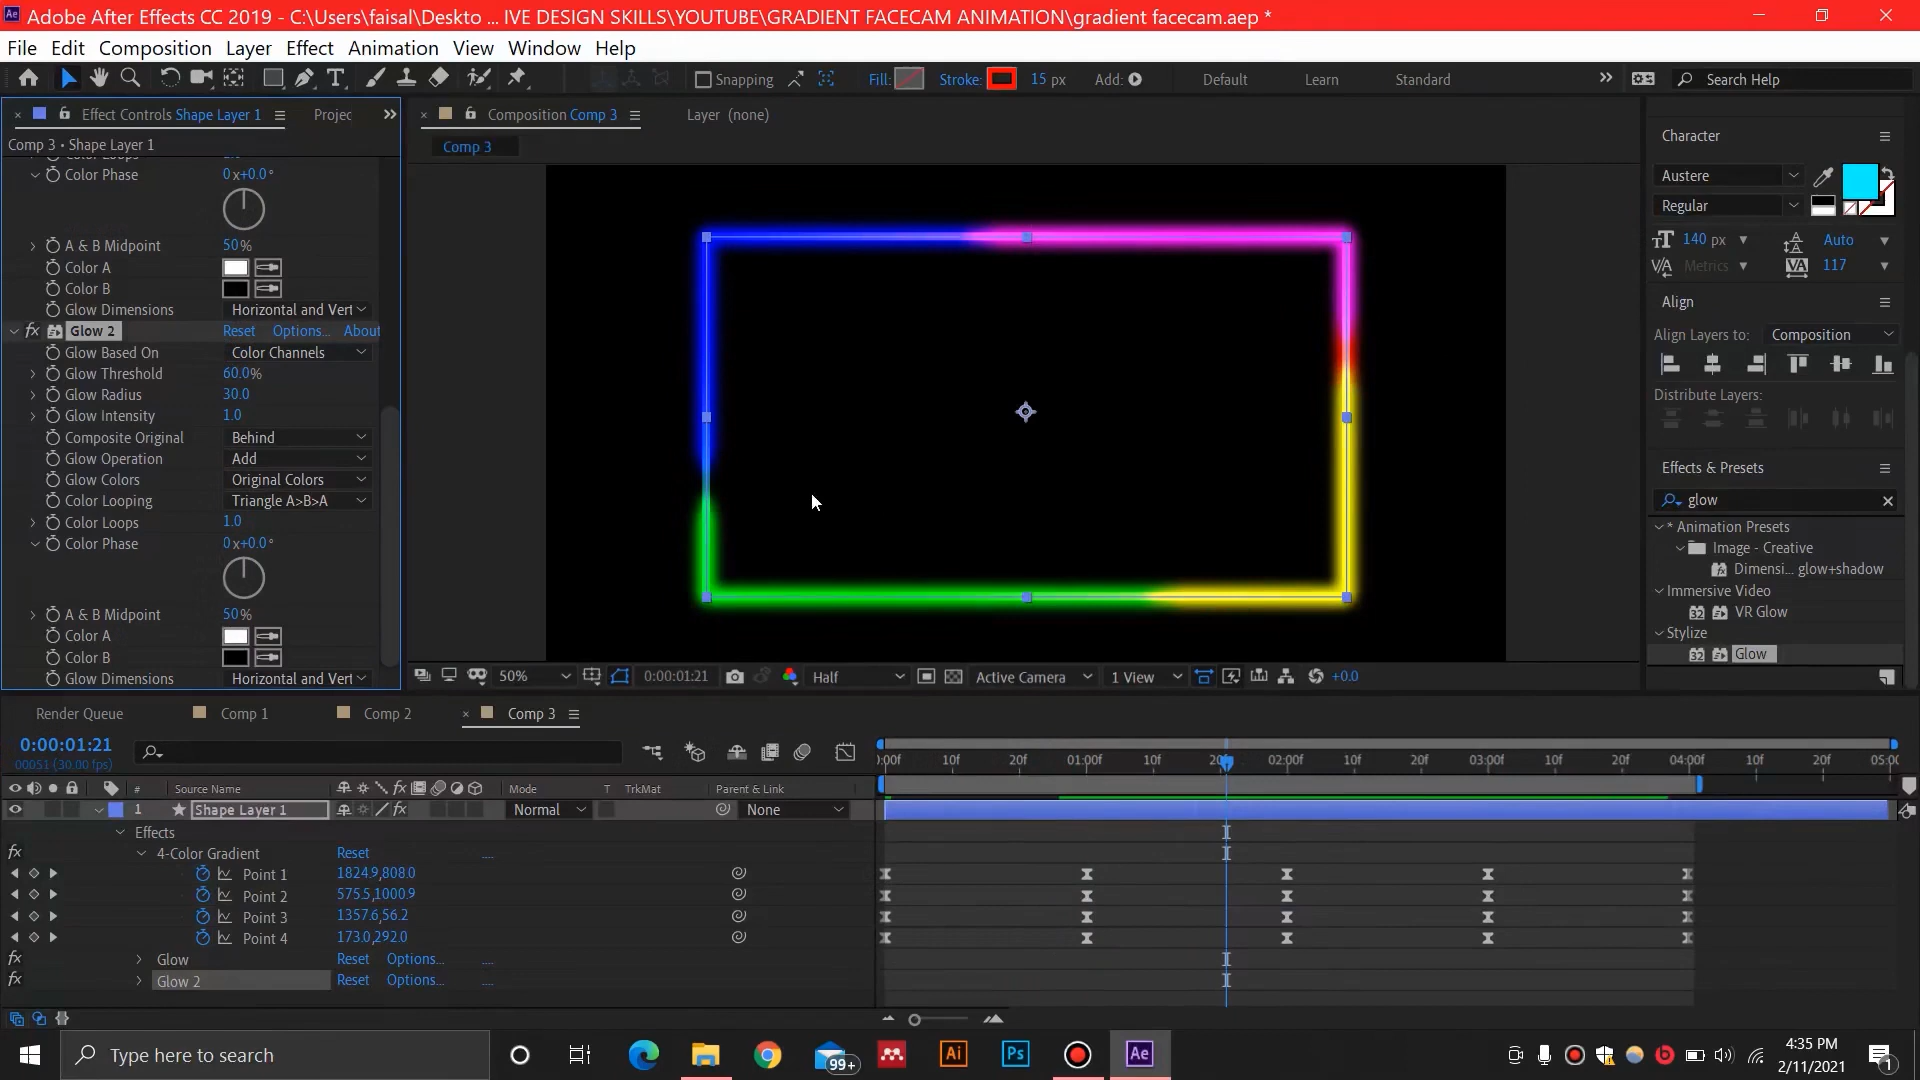 Adobe After Effects CC 2019 - C:\Users\faisal\Deskto ... IVE DESIGN SKILLS\YOUTUBE\GRADIENT FACECAM ANIMATION\gradient facecam.aep *
File Edit Composition Layer Effect Animation View Window Help
Snapping Fill: Stroke: 15 px Add: Default Learn Standard Search Help
Effect Controls Shape Layer 1 Projec
Composition Comp 3 Layer (none)
Comp 3 • Shape Layer 1
Comp 3
Color Phase 0 x+0.0°
A & B Midpoint 50%
Color A
Color B
Glow Dimensions Horizontal and Vert
fx Glow 2 Reset Options... About
Glow Based On Color Channels
Glow Threshold 60.0%
Glow Radius 30.0
Glow Intensity 1.0
Composite Original Behind
Glow Operation Add
Glow Colors Original Colors
Color Looping Triangle A>B>A
Color Loops 1.0
Color Phase 0 x+0.0°
A & B Midpoint 50%
Color A
Color B
Glow Dimensions Horizontal and Vert
50% 0:00:01:21 Half Active Camera 1 View +0.0
Character
Austere
Regular
140 px Auto
Metrics 117
Align
Align Layers to: Composition
Distribute Layers:
Effects & Presets
glow
* Animation Presets
Image - Creative
Dimensi... glow+shadow
Immersive Video
VR Glow
Stylize
Glow
Render Queue Comp 1 Comp 2 Comp 3
0:00:01:21
00051 (30.00 fps)
:00f 10f 20f 01:00f 10f 20f 02:00f 10f 20f 03:00f 10f 20f 04:00f 10f 20f 05:00
# Source Name fx Mode T TrkMat Parent & Link
1 Shape Layer 1 fx Normal None
Effects
fx 4-Color Gradient Reset ....
Point 1 1824.9,808.0
Point 2 575.5,1000.9
Point 3 1357.6,56.2
Point 4 173.0,292.0
fx Glow Reset Options... ....
fx Glow 2 Reset Options... ....
Type here to search
99+
Ai
Ps
Ae
4:35 PM
2/11/2021
1